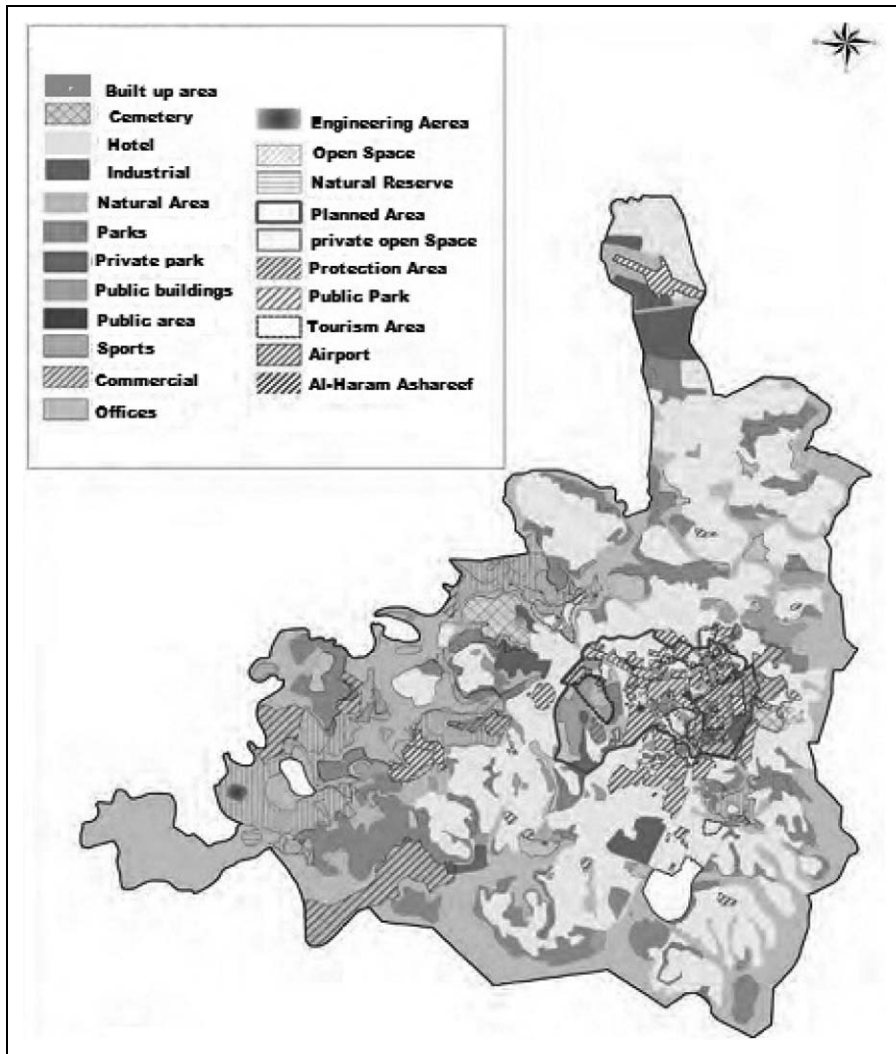 Built up area
Cemetery
Hotel
Industrial
Natural Area
Parks
Private park
Public buildings
Public area
Sports
Commercial
Offices
Engineering Aerea
Open Space
Natural Reserve
Planned Area
private open Space
Protection Area
Public Park
Tourism Area
Airport
Al-Haram Ashareef